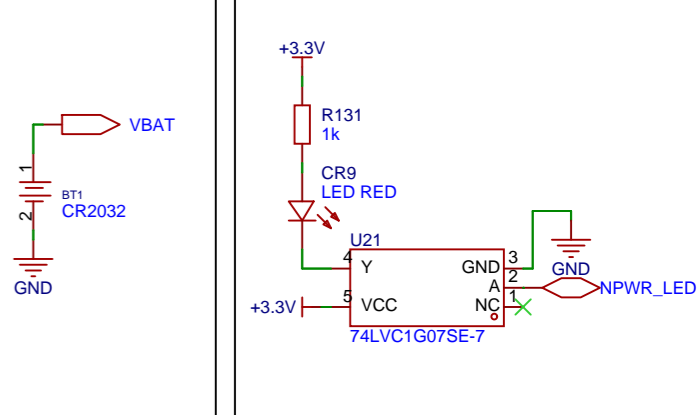 VBAT
1
BT1
CR2032
2
GND
+3.3V
R131
1k
CR9
LED RED
U21
4
Y
GND
3
A
2
GND
NPWR_LED
+3.3V
5
VCC
NC
1
74LVC1G07SE-7